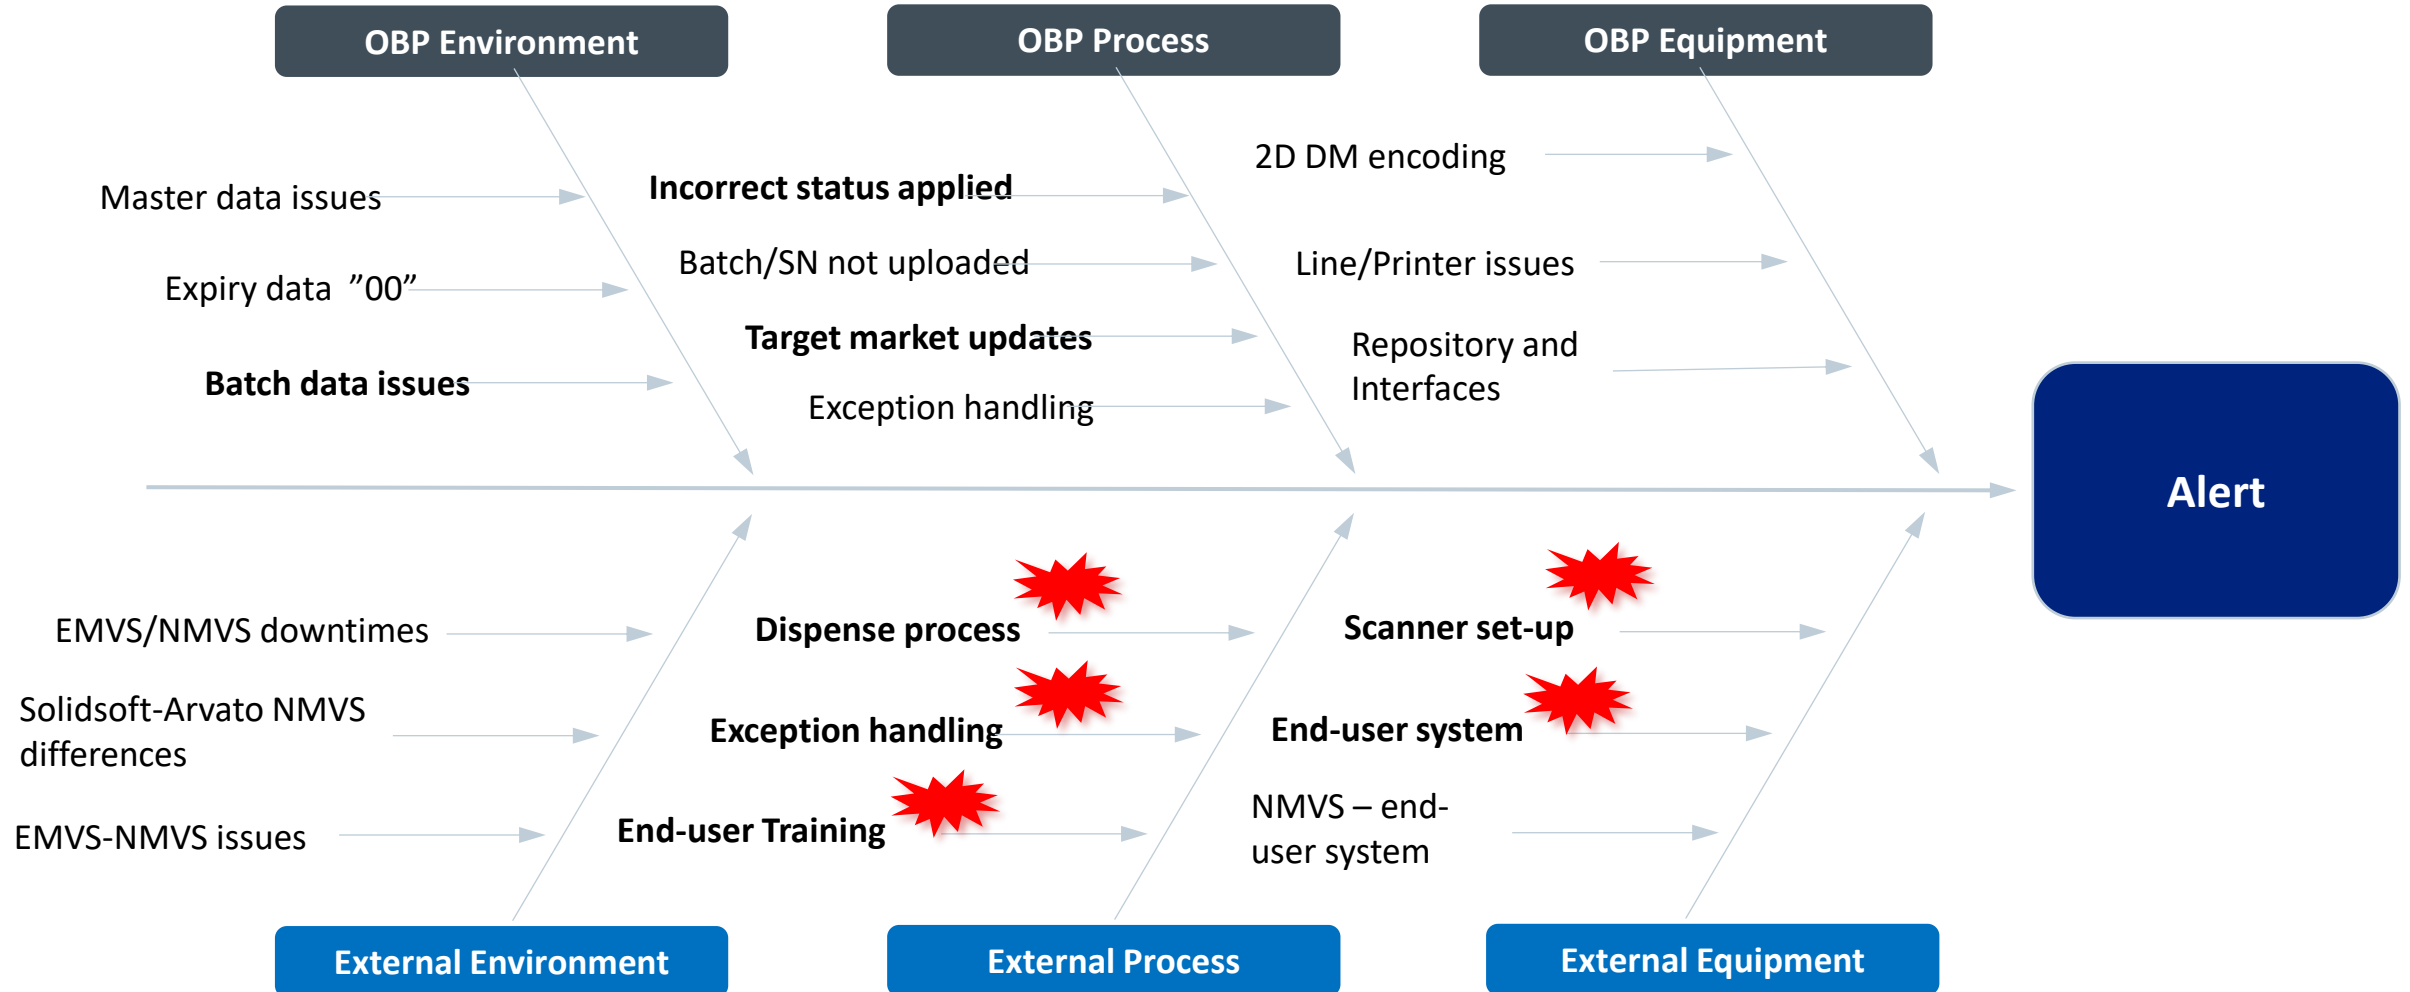 OBP Environment
OBP Process
OBP Equipment
Master data issues
Expiry data ”00”
Batch data issues
Incorrect status applied
Batch/SN not uploaded
Target market updates
Exception handling
2D DM encoding
Line/Printer issues
Repository and
Interfaces
Alert
EMVS/NMVS downtimes
Solidsoft-Arvato NMVS
differences
EMVS-NMVS issues
Dispense process
Exception handling
End-user Training
Scanner set-up
End-user system
NMVS – end-
user system
External Environment
External Process
External Equipment